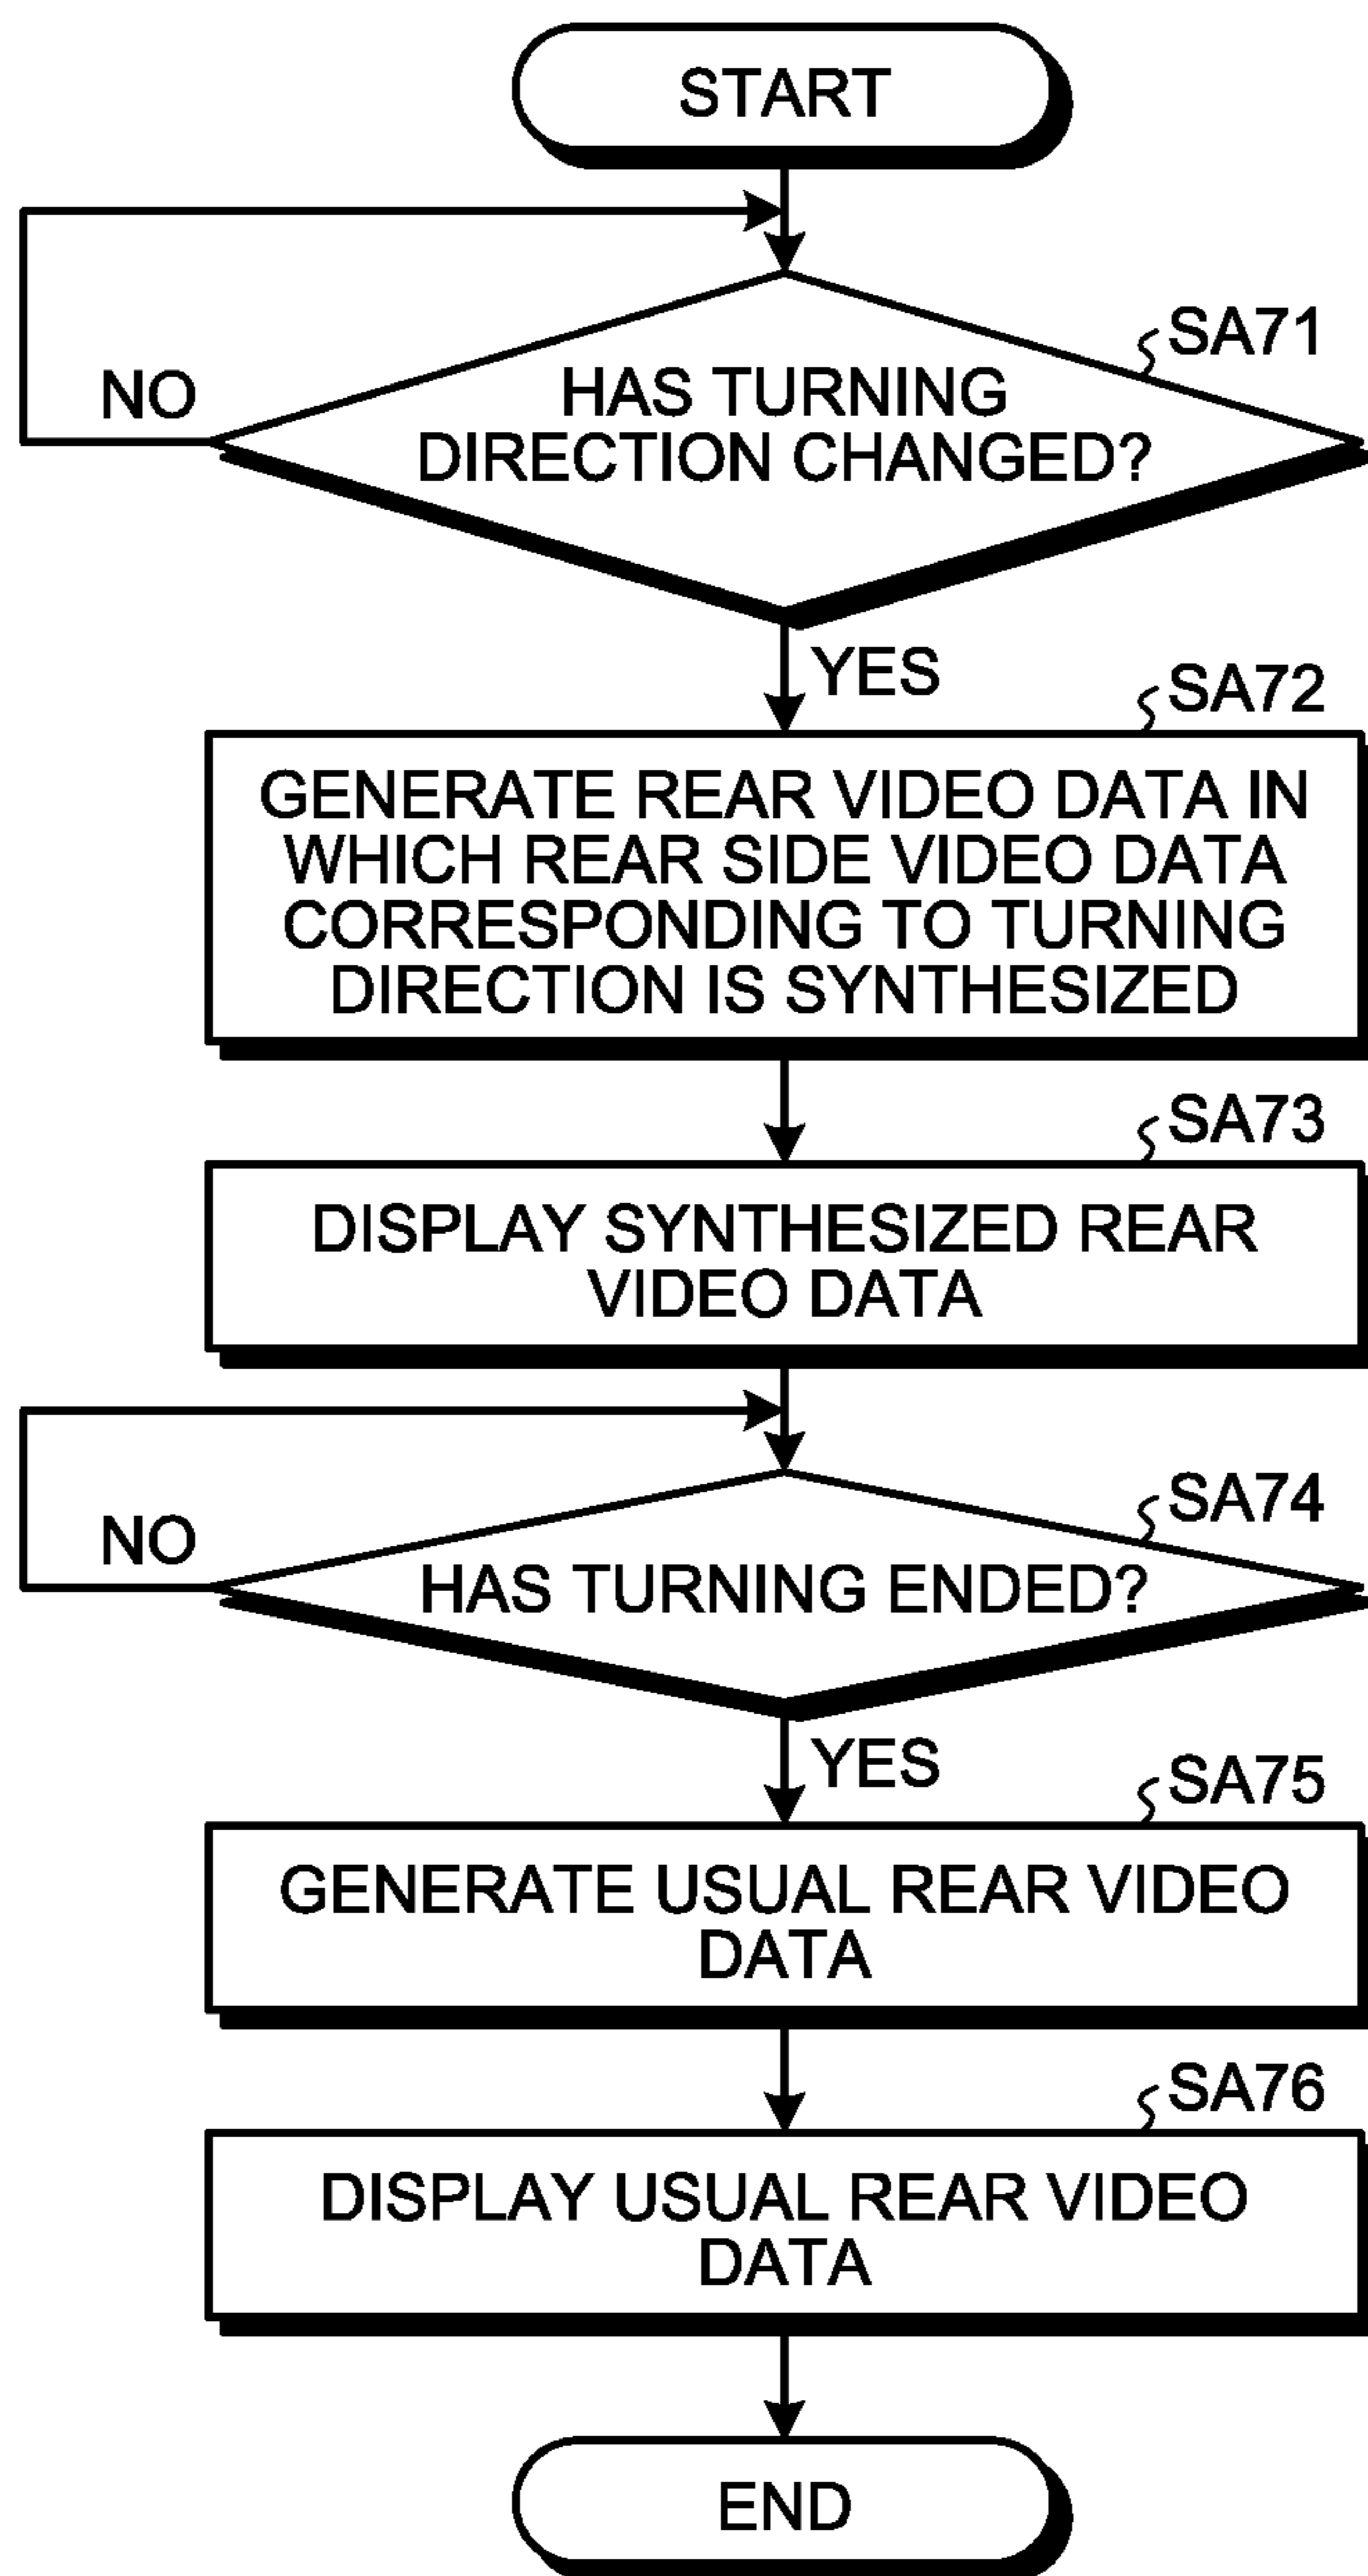 START
SA71
HAS TURNING
DIRECTION CHANGED?
NO
YES
SA72
GENERATE REAR VIDEO DATA IN
WHICH REAR SIDE VIDEO DATA
CORRESPONDING TO TURNING
DIRECTION IS SYNTHESIZED
SA73
DISPLAY SYNTHESIZED REAR
VIDEO DATA
SA74
HAS TURNING ENDED?
NO
YES
SA75
GENERATE USUAL REAR VIDEO
DATA
SA76
DISPLAY USUAL REAR VIDEO
DATA
END